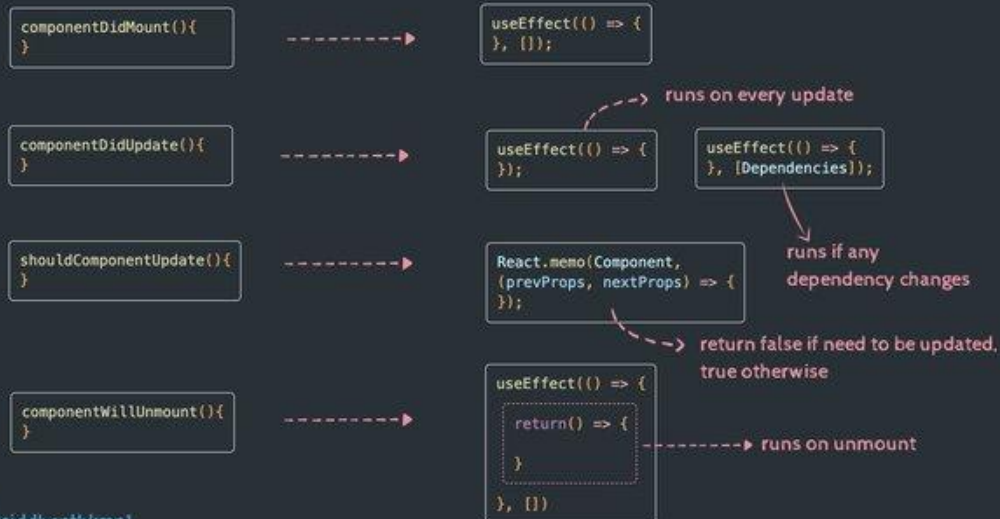 componentDidMount(){
}
useEffect(() => {
}, []);
runs on every update
componentDidUpdate(){
}
useEffect(() => {
});
useEffect(() => {
}, [Dependencies]);
runs if any
dependency changes
shouldComponentUpdate(){
}
React.memo(Component,
(prevProps, nextProps) => {
});
return false if need to be updated,
true otherwise
componentWillUnmount(){
}
useEffect(() => {
return() => {
}
}, [])
runs on unmount